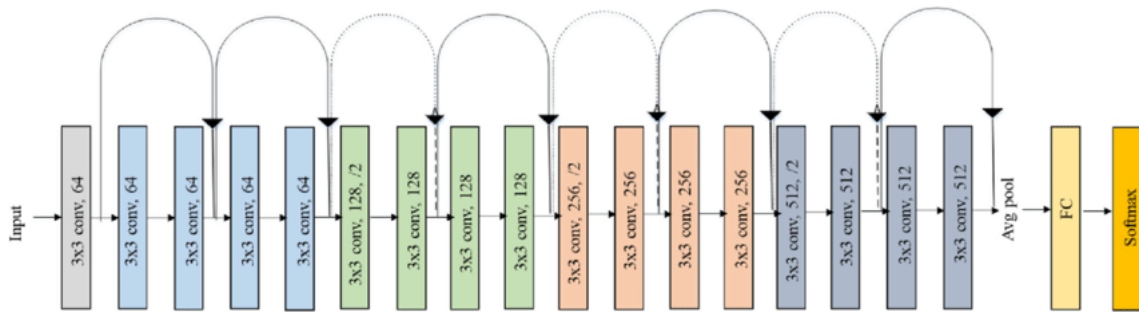 Input
3x3 conv, 64
3x3 conv, 64
3x3 conv, 64
3x3 conv, 64
3x3 conv, 64
3x3 conv, 128, /2
3x3 conv, 128
3x3 conv, 128
3x3 conv, 128
3x3 conv, 256, /2
3x3 conv, 256
3x3 conv, 256
3x3 conv, 256
3x3 conv, 512, /2
3x3 conv, 512
3x3 conv, 512
3x3 conv, 512
Avg pool
FC
Softmax